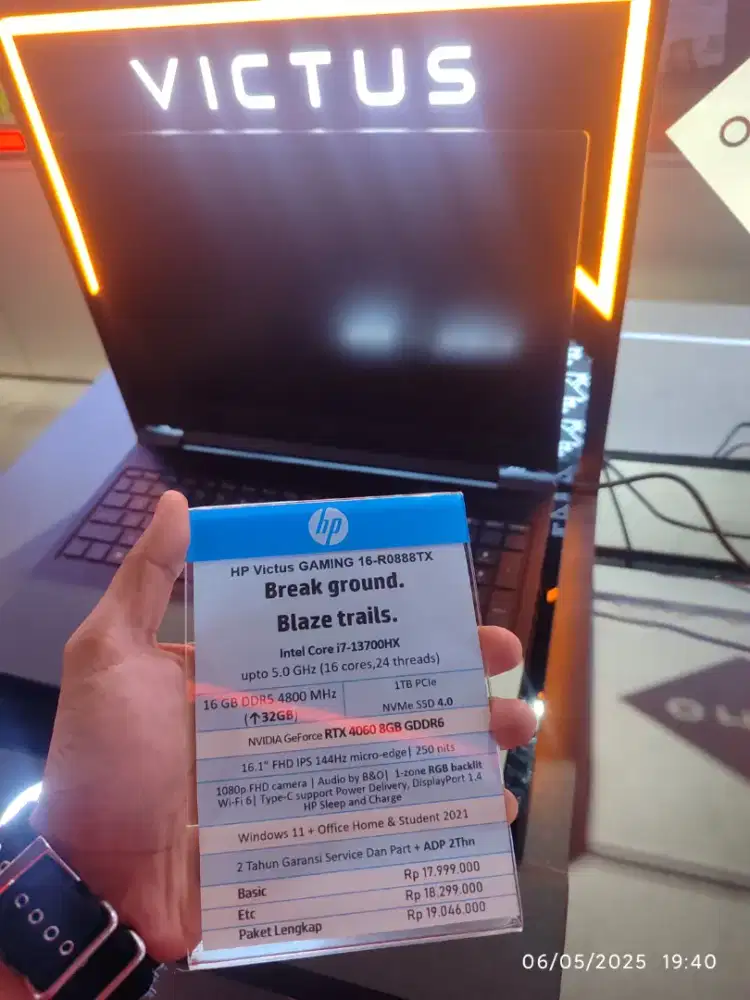 VICTUS
hp
HP Victus GAMING 16-R0888TX
Break ground.
Blaze trails.
Intel Core i7-13700HX
upto 5.0 GHz (16 cores,24 threads)
16 GB DDR5 4800 MHz
(↑32GB)
1TB PCIe
NVMe SSD 4.0
NVIDIA GeForce RTX 4060 8GB GDDR6
16.1" FHD IPS 144Hz micro-edge| 250 nits
1080p FHD camera | Audio by B&O| 1-zone RGB backlit
Wi-Fi 6| Type-C support Power Delivery, DisplayPort 1.4
HP Sleep and Charge
Windows 11 + Office Home & Student 2021
2 Tahun Garansi Service Dan Part + ADP 2Thn
Basic Rp 17.999.000
Etc Rp 18.299.000
Paket Lengkap Rp 19.046.000
06/05/2025 19:40